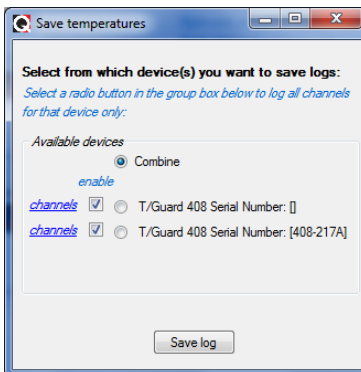 Save temperatures
Select from which device(s) you want to save logs:
Select a radio button in the group box below to log all channels
for that device only:
Available devices
Combine
enable
channels T/Guard 408 Serial Number: []
channels T/Guard 408 Serial Number: [408-217A]
Save log